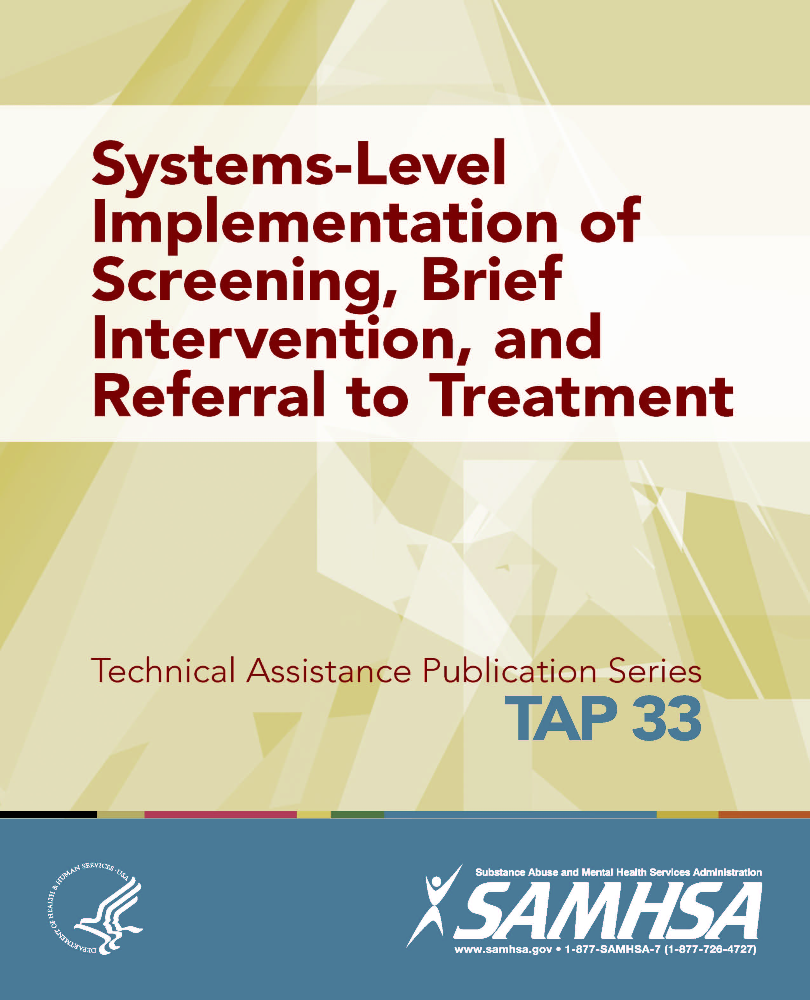 Systems-Level
Implementation of
Screening, Brief
Intervention, and
Referral to Treatment
Technical Assistance Publication Series
TAP 33
DEPARTMENT OF HEALTH & HUMAN SERVICES · USA
Substance Abuse and Mental Health Services Administration
SAMHSA
www.samhsa.gov • 1-877-SAMHSA-7 (1-877-726-4727)